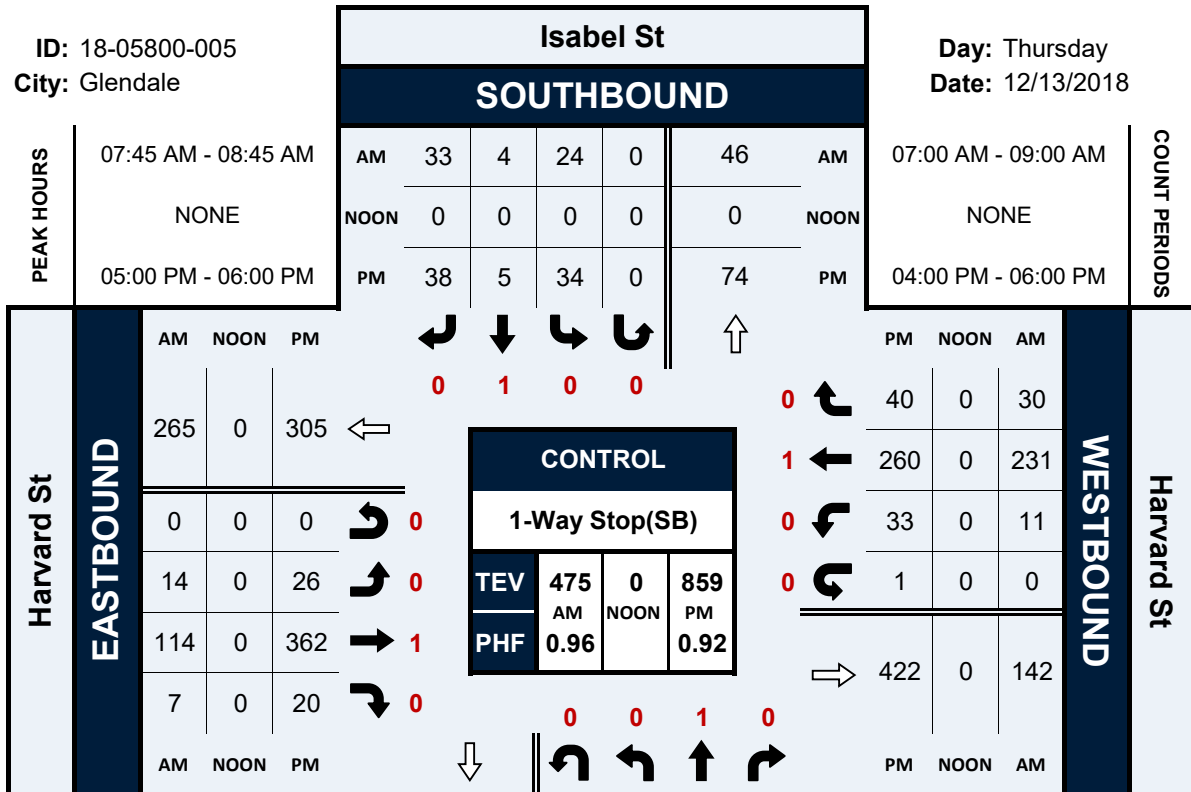 Isabel St
ID: 18-05800-005
Day: Thursday
City: Glendale
Date: 12/13/2018
SOUTHBOUND
PEAK HOURS
07:45 AM - 08:45 AM
NONE
05:00 PM - 06:00 PM
AM 33 4 24 0 46 AM
NOON 0 0 0 0 0 NOON
PM 38 5 34 0 74 PM
07:00 AM - 09:00 AM
NONE
04:00 PM - 06:00 PM
COUNT PERIODS
0 1 0 0
Harvard St
EASTBOUND
AM NOON PM
265 0 305
0 0 0 0
14 0 26 0
114 0 362 1
7 0 20 0
AM NOON PM
CONTROL
1-Way Stop(SB)
TEV 475 0 859
AM NOON PM
PHF 0.96 0.92
PM NOON AM
0 40 0 30
1 260 0 231
0 33 0 11
0 1 0 0
422 0 142
PM NOON AM
WESTBOUND
Harvard St
0 0 1 0